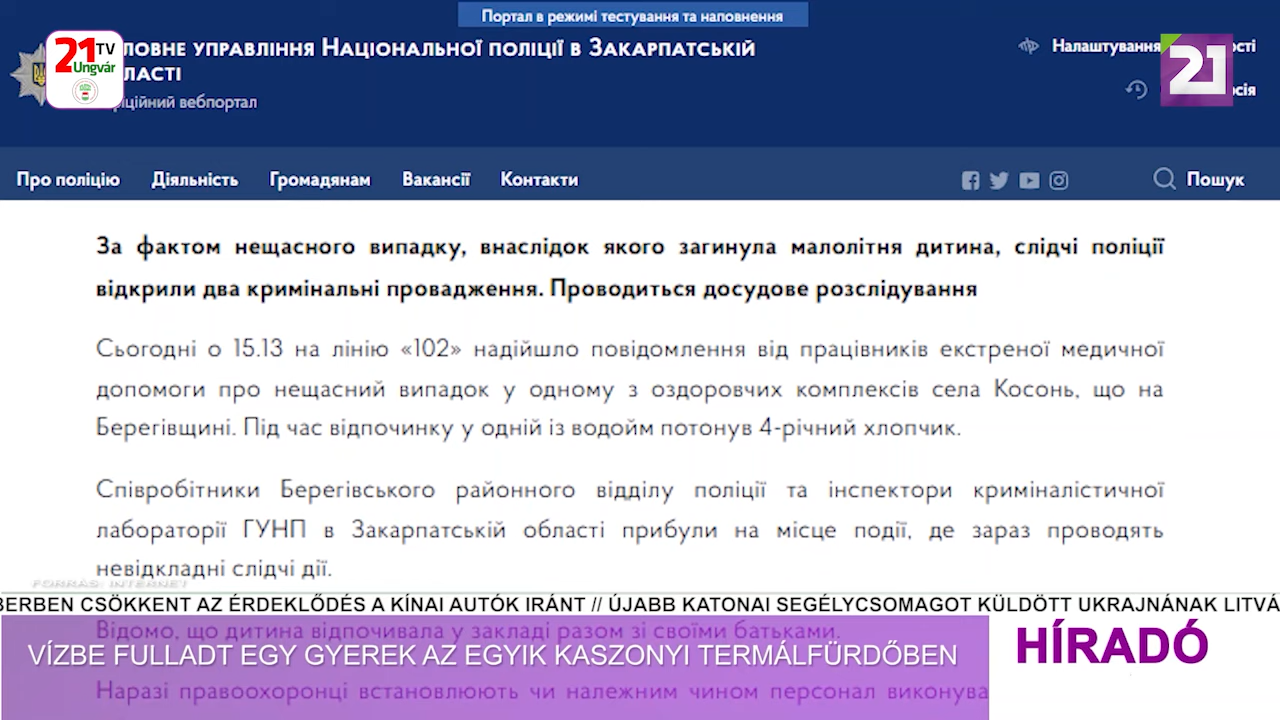 Портал в режимі тестування та наповнення
ловне управління Національної поліції в Закарпатській
ласті
іційний вебпортал
21 TV
Ungvár
Налаштування
21
Про поліцію Діяльність Громадянам Вакансії Контакти Пошук
За фактом нещасного випадку, внаслідок якого загинула малолітня дитина, слідчі поліції
відкрили два кримінальні провадження. Проводиться досудове розслідування
Сьогодні о 15.13 на лінію «102» надійшло повідомлення від працівників екстреної медичної
допомоги про нещасний випадок у одному з оздоровчих комплексів села Косонь, що на
Берегівщині. Під час відпочинку у одній із водойм потонув 4-річний хлопчик.
Співробітники Берегівського районного відділу поліції та інспектори криміналістичної
лабораторії ГУНП в Закарпатській області прибули на місце події, де зараз проводять
невідкладні слідчі дії.
FORRÁS: INTERNET
BERBEN CSÖKKENT AZ ÉRDEKLŐDÉS A KÍNAI AUTÓK IRÁNT // ÚJABB KATONAI SEGÉLYCSOMAGOT KÜLDÖTT UKRAJNÁNAK LITVÁ
Відомо, що дитина відпочивала у закладі разом зі своїми батьками.
VÍZBE FULLADT EGY GYEREK AZ EGYIK KASZONYI TERMÁLFÜRDŐBEN
HÍRADÓ
Наразі правоохоронці встановлюють чи належним чином персонал виконува